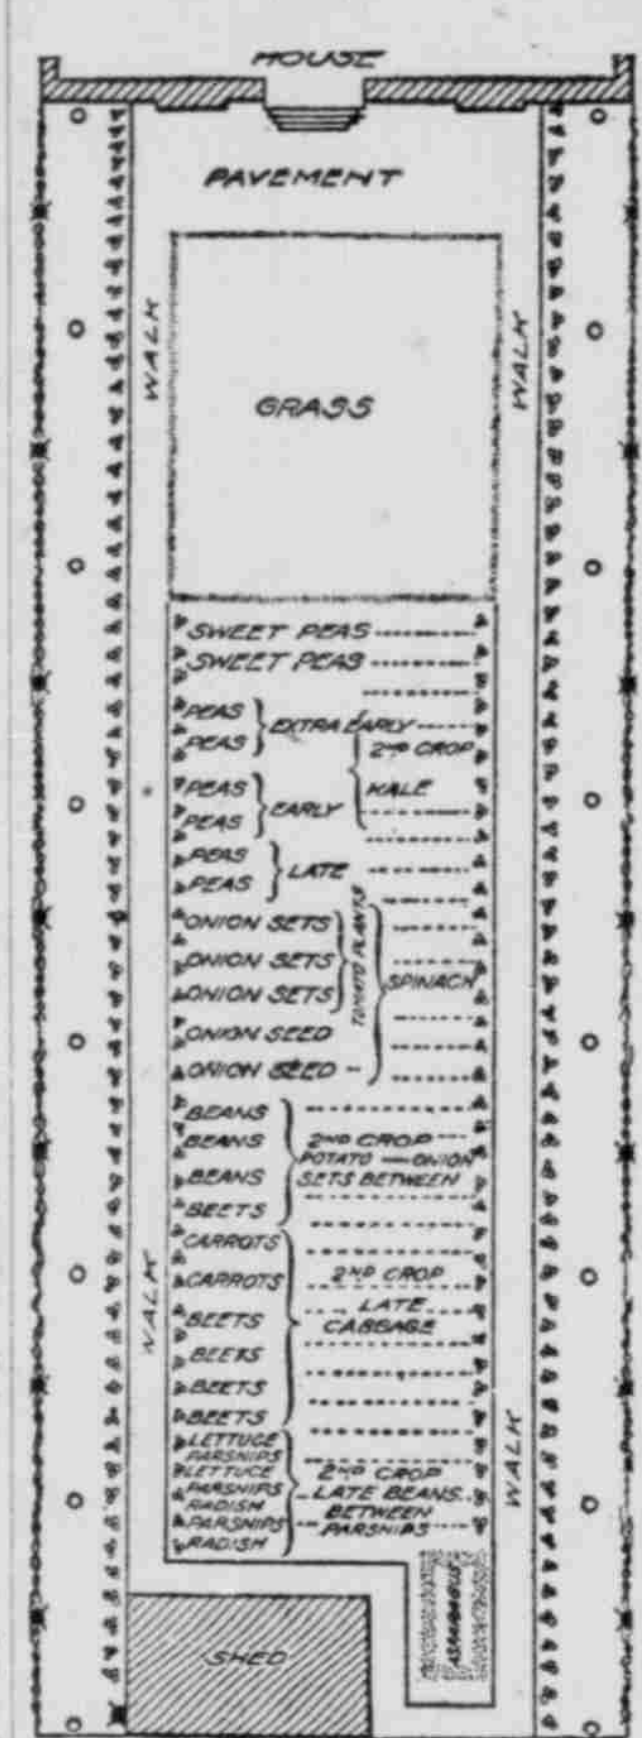 HOUSE
PAVEMENT
WALK
WALK
GRASS
SWEET PEAS
SWEET PEAS
PEAS
EXTRA EARLY
PEAS
2ND CROP
PEAS
KALE
EARLY
PEAS
PEAS
LATE
PEAS
ONION SETS
TOMATO PLANTS
ONION SETS
SPINACH
ONION SETS
ONION SEED
ONION SEED
BEANS
BEANS
2ND CROP
POTATO — ONION
BEANS
SETS BETWEEN
BEETS
CARROTS
CARROTS
2ND CROP
LATE
BEETS
CABBAGE
WALK
BEETS
BEETS
BEETS
LETTUCE
PARSNIPS
LETTUCE
2ND CROP
PARSNIPS
LATE BEANS
RADISH
BETWEEN
PARSNIPS
PARSNIPS
RADISH
WALK
ASPARAGUS
SHED